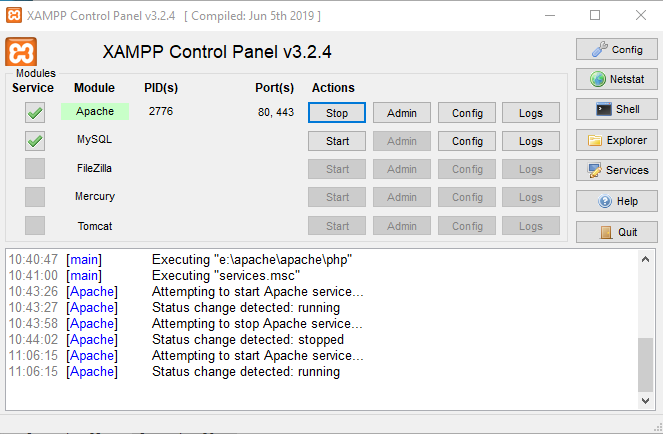 XAMPP Control Panel v3.2.4 [ Compiled: Jun 5th 2019 ]
XAMPP Control Panel v3.2.4
Config
Modules
Service Module PID(s) Port(s) Actions
Netstat
Apache 2776 80, 443 Stop Admin Config Logs
Shell
MySQL Start Admin Config Logs
Explorer
FileZilla Start Admin Config Logs
Services
Mercury Start Admin Config Logs
Help
Tomcat Start Admin Config Logs
Quit
10:40:47 [main] Executing "e:\apache\apache\php"
10:41:00 [main] Executing "services.msc"
10:43:26 [Apache] Attempting to start Apache service...
10:43:27 [Apache] Status change detected: running
10:43:58 [Apache] Attempting to stop Apache service...
10:44:02 [Apache] Status change detected: stopped
11:06:15 [Apache] Attempting to start Apache service...
11:06:15 [Apache] Status change detected: running